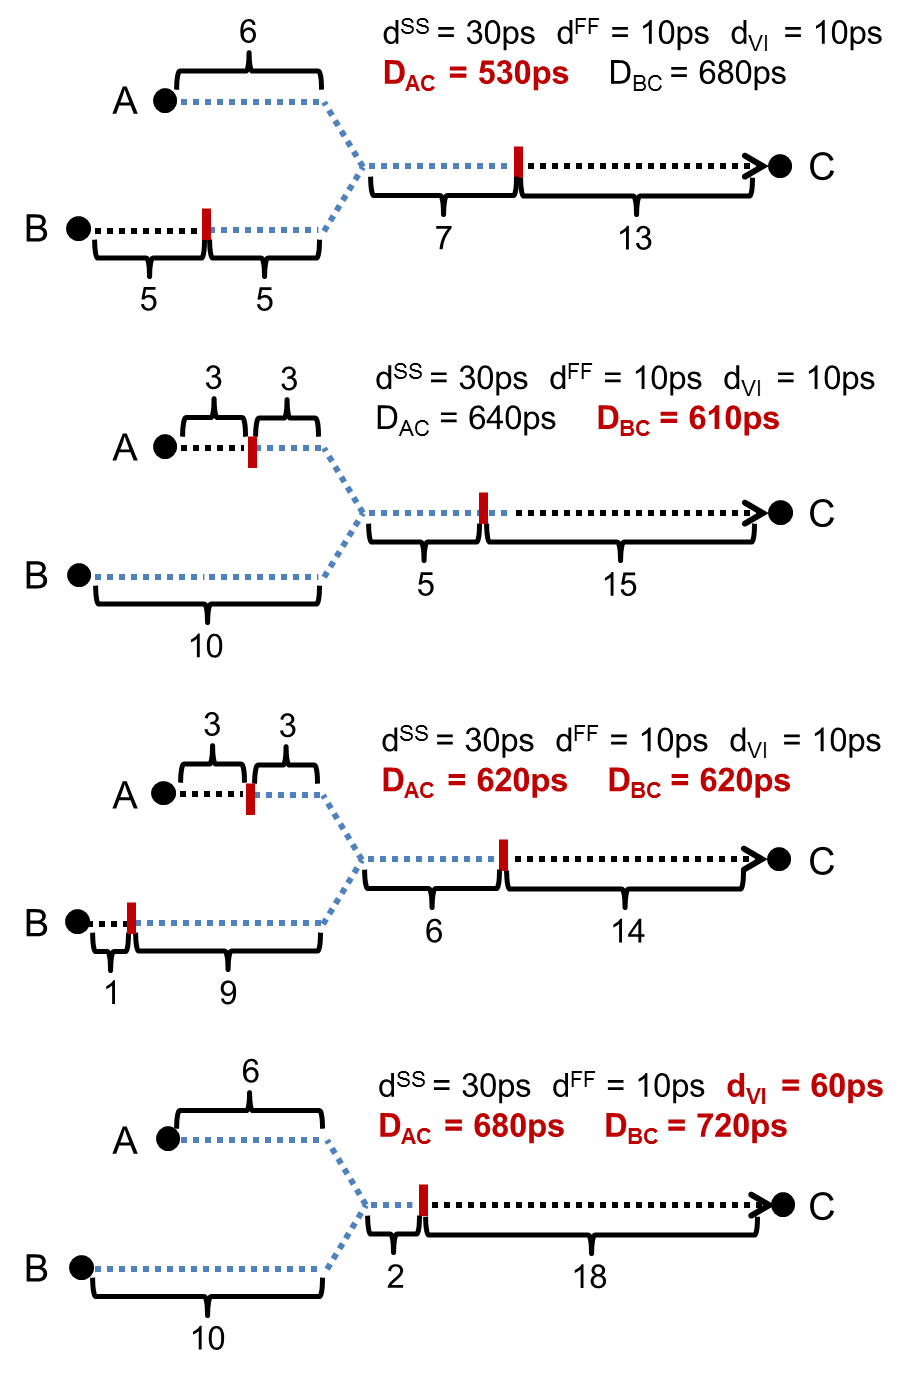 6
d^SS = 30ps d^FF = 10ps d_VI = 10ps
D_AC = 530ps D_BC = 680ps
A
C
B
7
13
5
5
3
3
d^SS = 30ps d^FF = 10ps d_VI = 10ps
D_AC = 640ps D_BC = 610ps
A
C
B
5
15
10
3
3
d^SS = 30ps d^FF = 10ps d_VI = 10ps
D_AC = 620ps D_BC = 620ps
A
C
B
6
14
1
9
6
d^SS = 30ps d^FF = 10ps d_VI = 60ps
D_AC = 680ps D_BC = 720ps
A
C
B
2
18
10